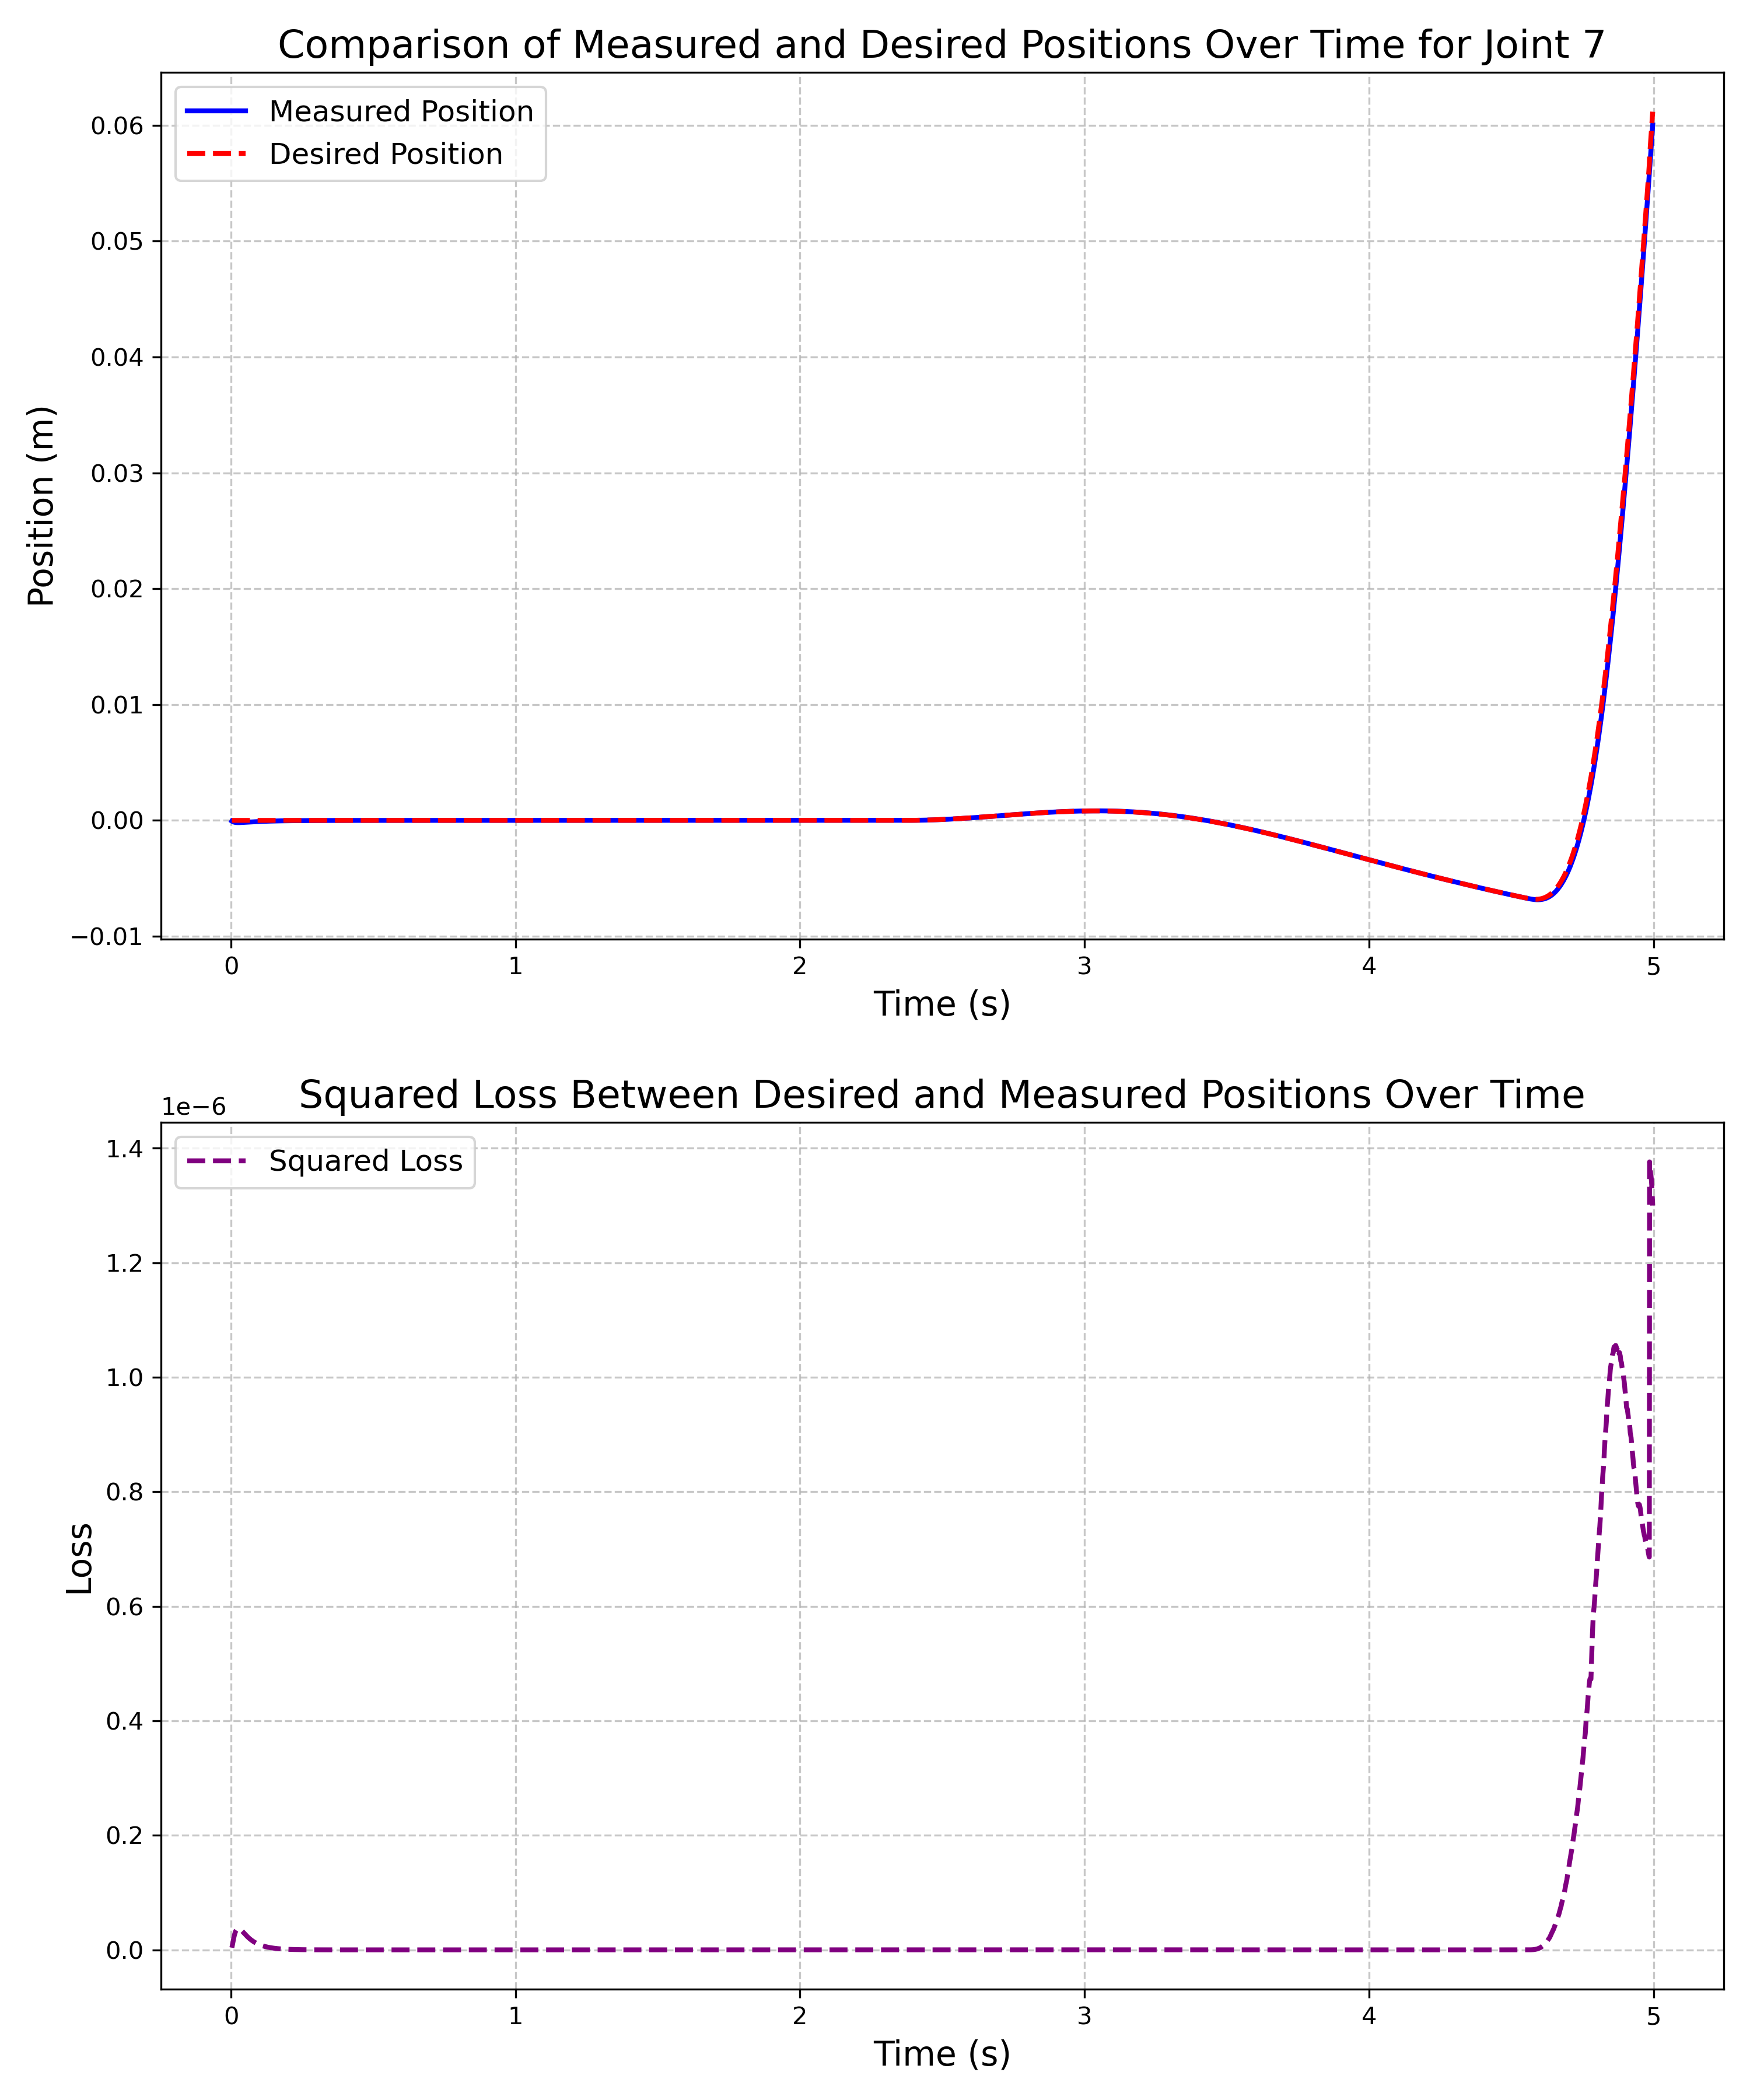 Comparison of Measured and Desired Positions Over Time for Joint 7
Measured Position
Desired Position
0.06
0.05
0.04
0.03
0.02
0.01
0.00
−0.01
Position (m)
0 1 2 3 4 5
Time (s)
Squared Loss Between Desired and Measured Positions Over Time
1e−6
Squared Loss
1.4
1.2
1.0
0.8
0.6
0.4
0.2
0.0
Loss
0 1 2 3 4 5
Time (s)